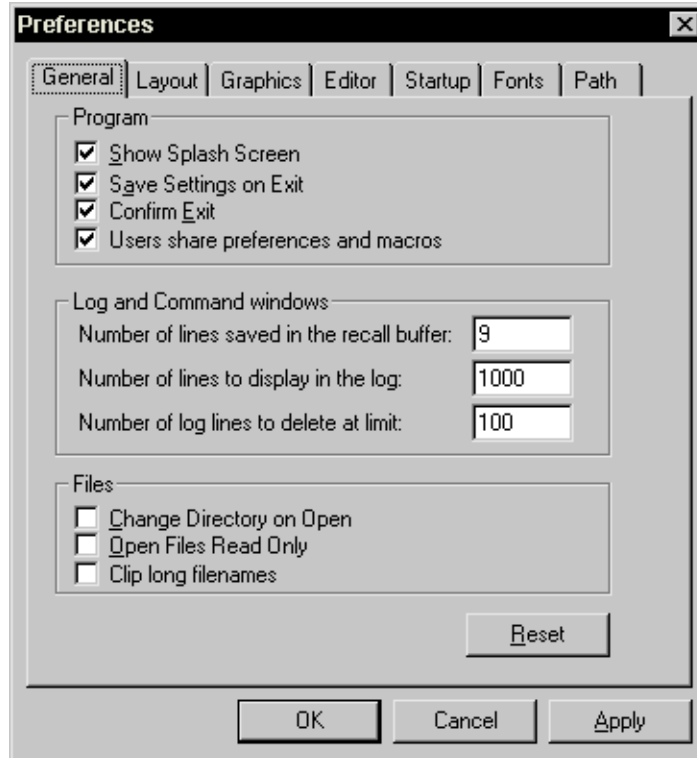 Preferences
General Layout Graphics Editor Startup Fonts Path
Program
Show Splash Screen
Save Settings on Exit
Confirm Exit
Users share preferences and macros
Log and Command windows
Number of lines saved in the recall buffer: 9
Number of lines to display in the log: 1000
Number of log lines to delete at limit: 100
Files
Change Directory on Open
Open Files Read Only
Clip long filenames
Reset
OK Cancel Apply